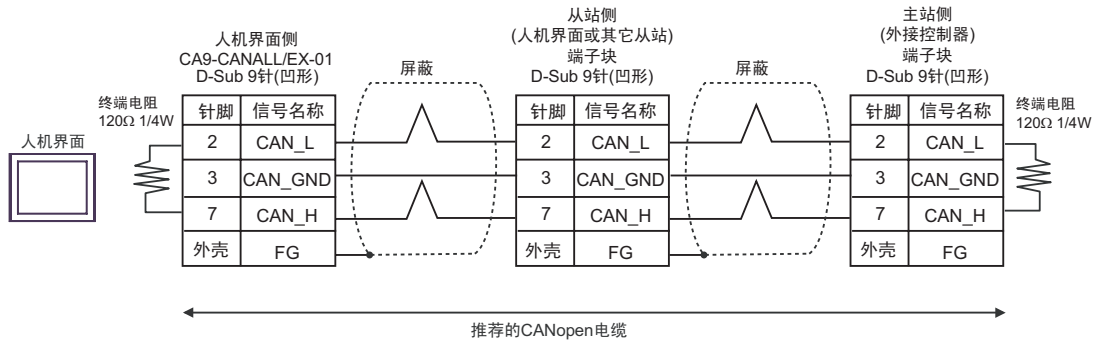 人机界面
终端电阻
120Ω 1/4W
人机界面侧
CA9-CANALL/EX-01
D-Sub 9针(凹形)
针脚 信号名称
2 CAN_L
3 CAN_GND
7 CAN_H
外壳 FG
屏蔽
从站侧
(人机界面或其它从站)
端子块
D-Sub 9针(凹形)
针脚 信号名称
2 CAN_L
3 CAN_GND
7 CAN_H
外壳 FG
屏蔽
主站侧
(外接控制器)
端子块
D-Sub 9针(凹形)
针脚 信号名称
2 CAN_L
3 CAN_GND
7 CAN_H
外壳 FG
终端电阻
120Ω 1/4W
推荐的CANopen电缆